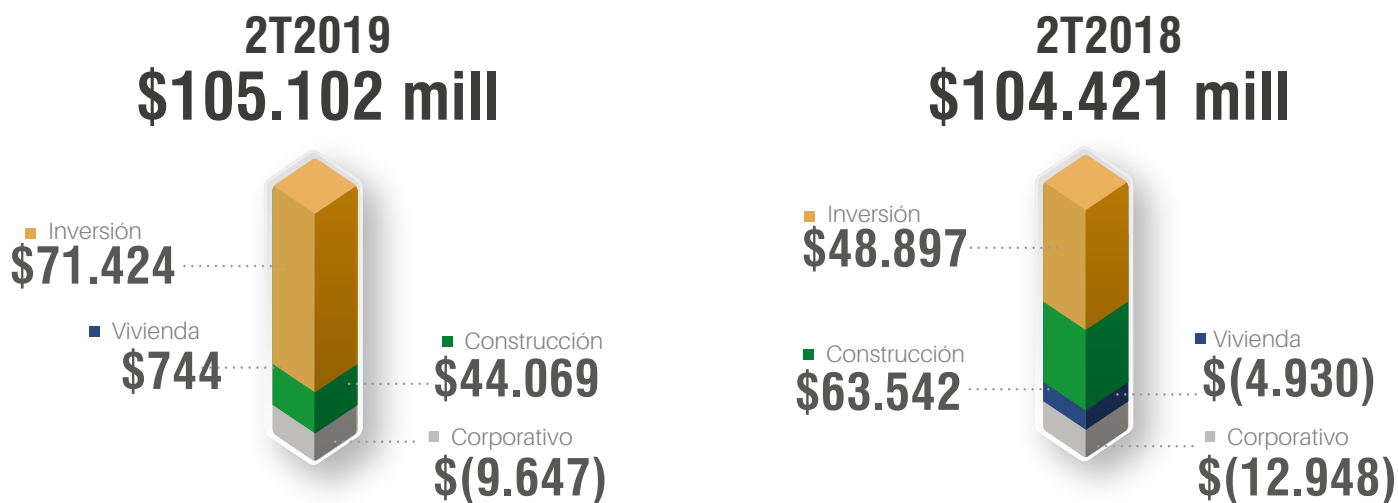 2T2019
$105.102 mill
Inversión
$71.424
Vivienda
$744
Construcción
$44.069
Corporativo
$(9.647)
2T2018
$104.421 mill
Inversión
$48.897
Construcción
$63.542
Vivienda
$(4.930)
Corporativo
$(12.948)